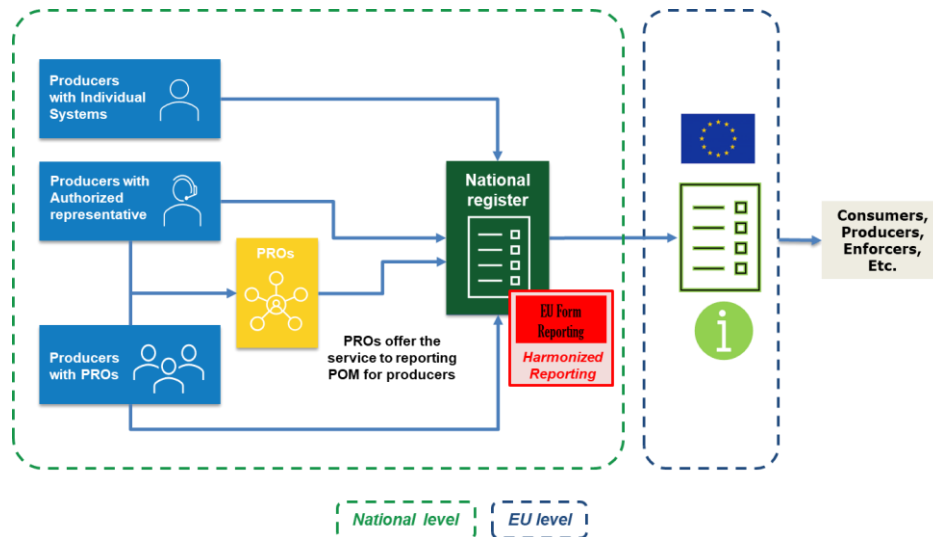 Producers
with Individual
Systems
Producers with
Authorized
representative
PROs
Producers
with PROs
PROs offer the
service to reporting
POM for producers
National
register
EU Form
Reporting
Harmonized
Reporting
i
Consumers,
Producers,
Enforcers,
Etc.
National level
EU level